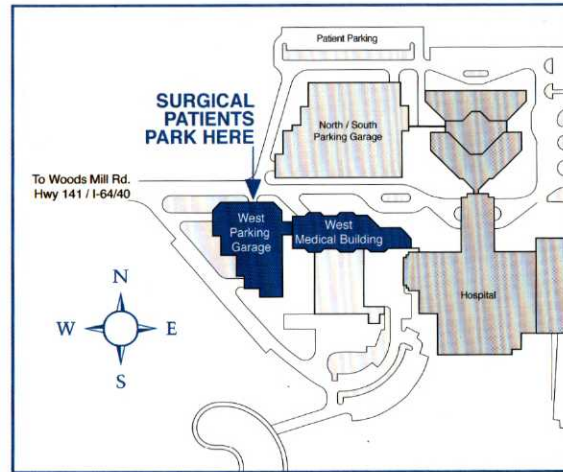 Patient Parking
SURGICAL
PATIENTS
PARK HERE
North / South
Parking Garage
To Woods Mill Rd.
Hwy 141 / I-64/40
West
Parking
Garage
West
Medical Building
Hospital
N
W
E
S